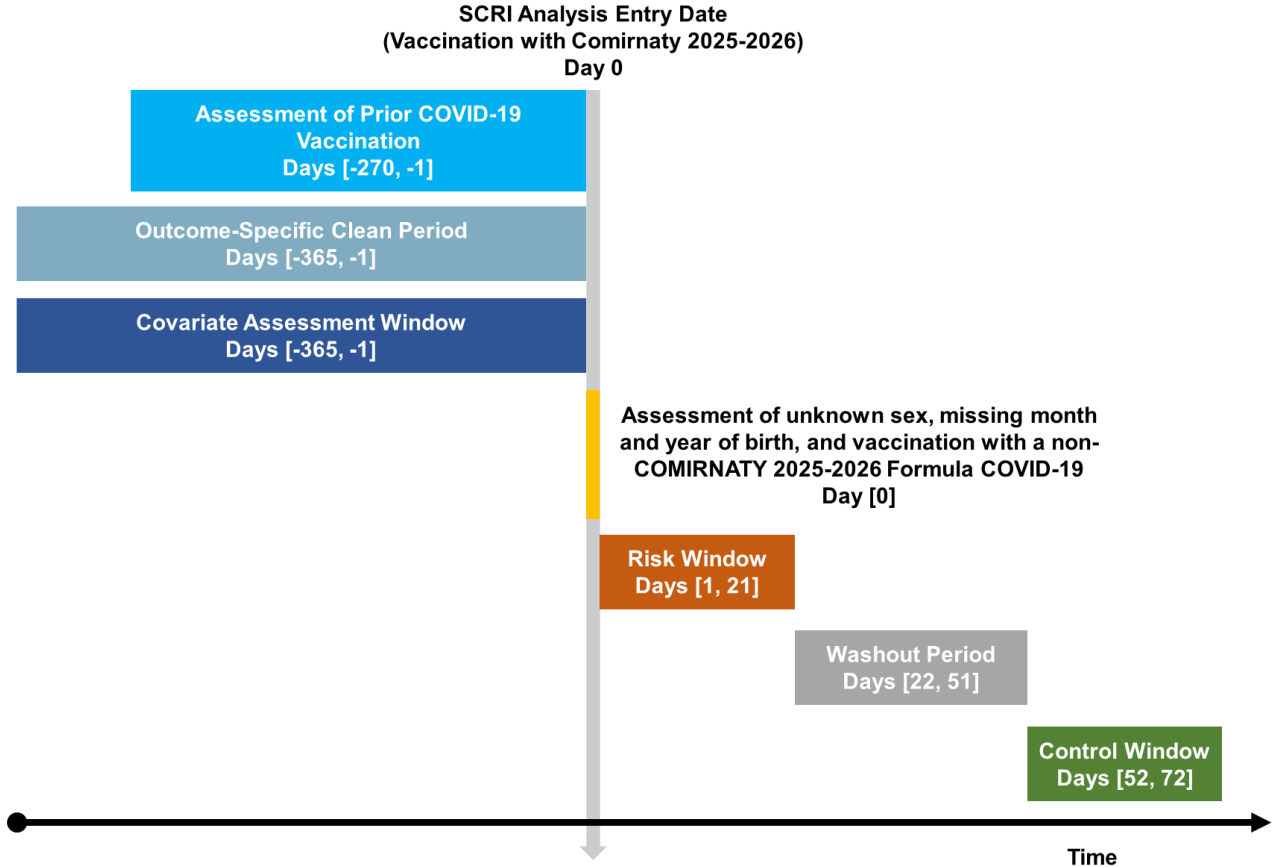 SCRI Analysis Entry Date
(Vaccination with Comirnaty 2025-2026)
Day 0
Assessment of Prior COVID-19
Vaccination
Days [-270, -1]
Outcome-Specific Clean Period
Days [-365, -1]
Covariate Assessment Window
Days [-365, -1]
Assessment of unknown sex, missing month
and year of birth, and vaccination with a non-
COMIRNATY 2025-2026 Formula COVID-19
Day [0]
Risk Window
Days [1, 21]
Washout Period
Days [22, 51]
Control Window
Days [52, 72]
Time